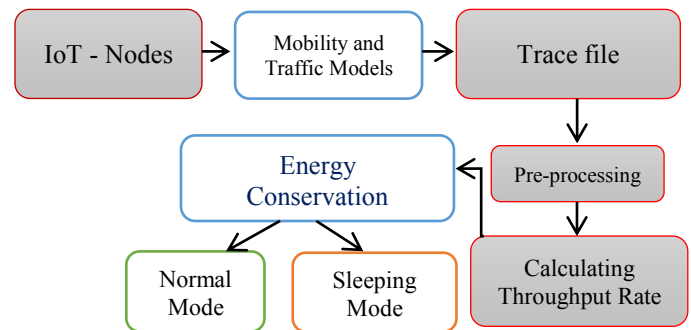 IoT - Nodes
Mobility and
Traffic Models
Trace file
Pre-processing
Calculating
Throughput Rate
Energy
Conservation
Normal
Mode
Sleeping
Mode